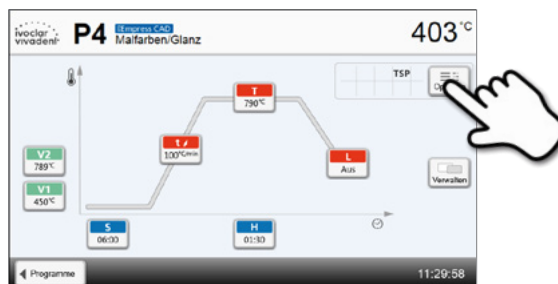 ivoclar vivadent
P4
IPS Empress CAD
Malfarben/Glanz
403 °C
TSP
T
790°C
t
100°C/min
L
Aus
Verwalten
V2
789°C
V1
450°C
S
06:00
H
01:30
Programme
11:29:58